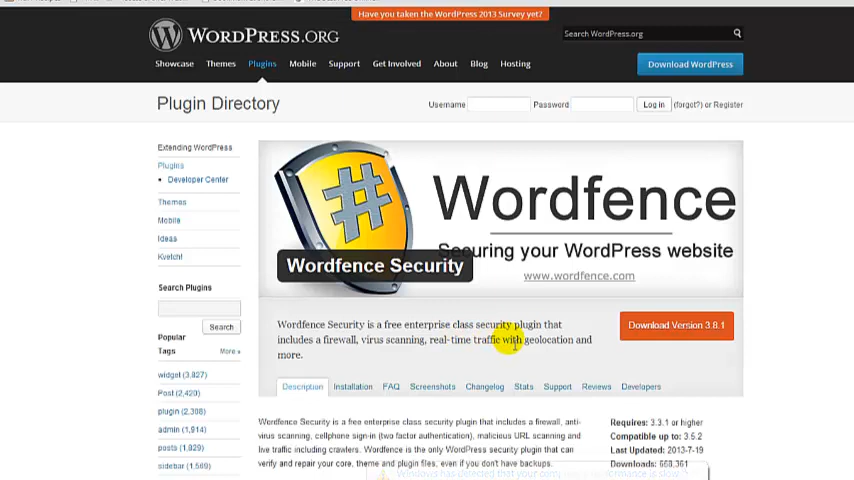 Have you taken the WordPress 2013 Survey yet?
WORDPRESS.ORG
Search WordPress.org
Showcase Themes Plugins Mobile Support Get Involved About Blog Hosting
Download WordPress
Plugin Directory
Username Password Log in (forgot?) or Register
Extending WordPress
Plugins
Developer Center
Themes
Mobile
Ideas
Kvetch!
Search Plugins
Search
Popular
Tags More »
widget (3,827)
Post (2,420)
plugin (2,308)
admin (1,914)
posts (1,829)
sidebar (1,569)
Wordfence
Securing your WordPress website
www.wordfence.com
Wordfence Security
Wordfence Security is a free enterprise class security plugin that
includes a firewall, virus scanning, real-time traffic with geolocation and
more.
Download Version 3.8.1
Description Installation FAQ Screenshots Changelog Stats Support Reviews Developers
Wordfence Security is a free enterprise class security plugin that includes a firewall, anti-
virus scanning, cellphone sign-in (two factor authentication), malicious URL scanning and
live traffic including crawlers. Wordfence is the only WordPress security plugin that can
verify and repair your core, theme and plugin files, even if you don't have backups.
Requires: 3.3.1 or higher
Compatible up to: 3.5.2
Last Updated: 2013-7-19
Downloads: 668,361
Windows has detected that your performance is slow.